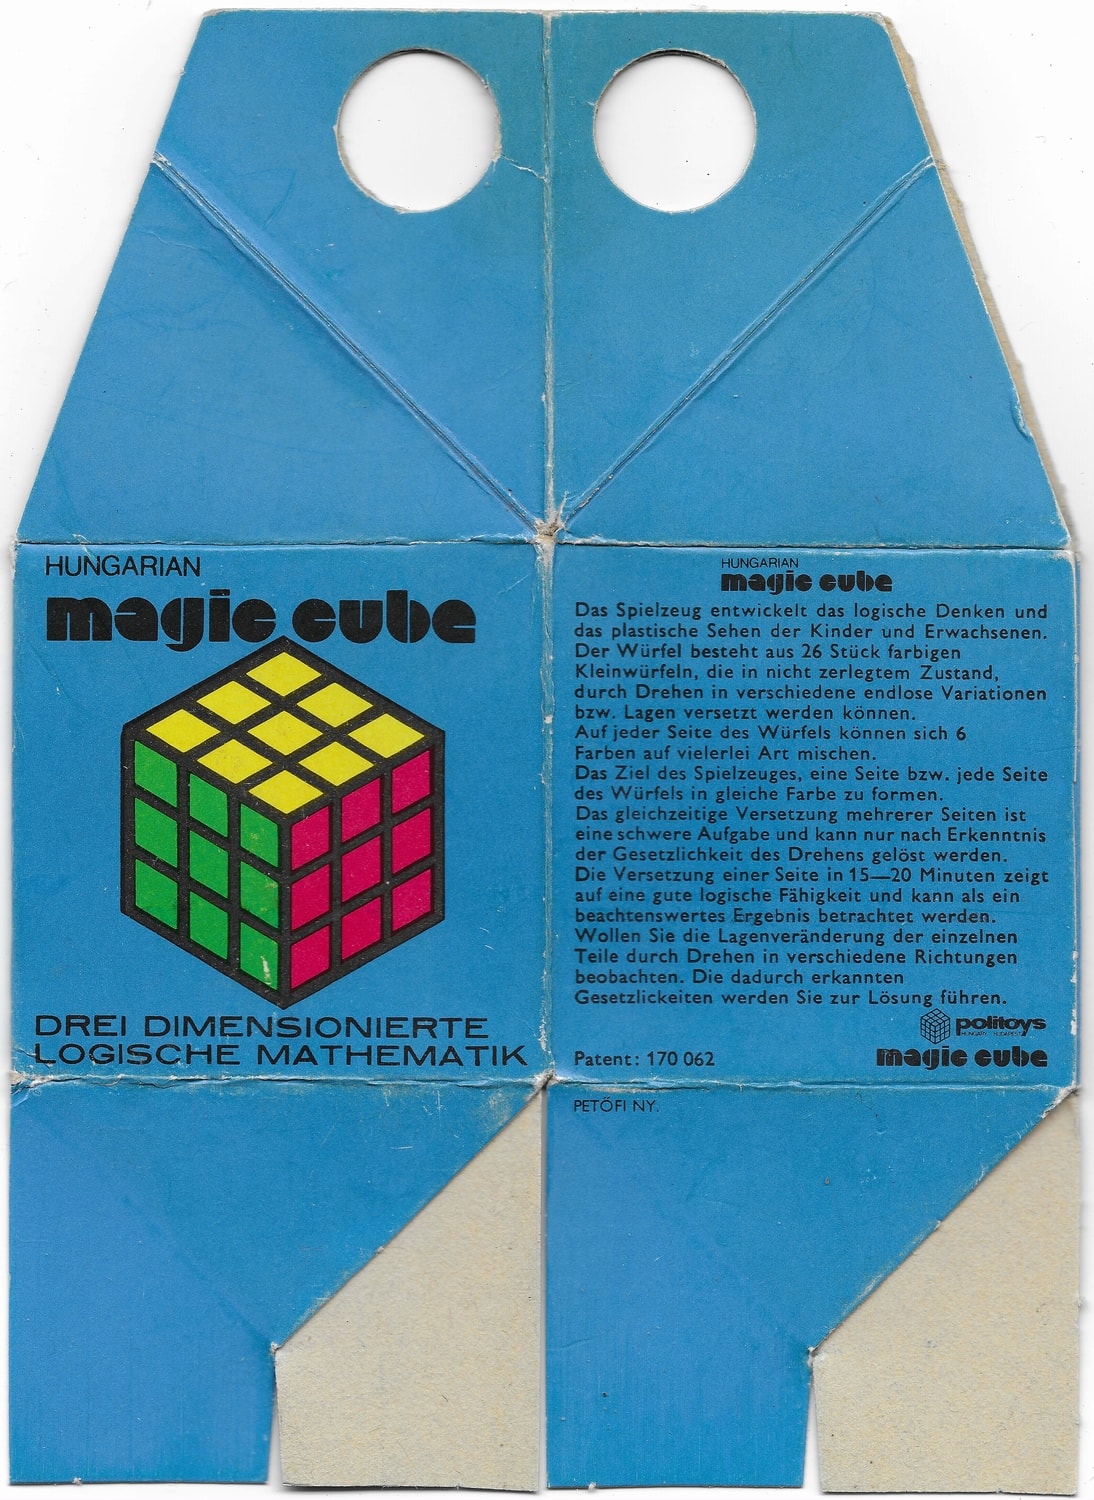 HUNGARIAN
magic cube
DREI DIMENSIONIERTE
LOGISCHE MATHEMATIK
HUNGARIAN
magic cube
Das Spielzeug entwickelt das logische Denken und
das plastische Sehen der Kinder und Erwachsenen.
Der Würfel besteht aus 26 Stück farbigen
Kleinwürfeln, die in nicht zerlegtem Zustand,
durch Drehen in verschiedene endlose Variationen
bzw. Lagen versetzt werden können.
Auf jeder Seite des Würfels können sich 6
Farben auf vielerlei Art mischen.
Das Ziel des Spielzeuges, eine Seite bzw. jede Seite
des Würfels in gleiche Farbe zu formen.
Das gleichzeitige Versetzung mehrerer Seiten ist
eine schwere Aufgabe und kann nur nach Erkenntnis
der Gesetzlichkeit des Drehens gelöst werden.
Die Versetzung einer Seite in 15—20 Minuten zeigt
auf eine gute logische Fähigkeit und kann als ein
beachtenswertes Ergebnis betrachtet werden.
Wollen Sie die Lagenveränderung der einzelnen
Teile durch Drehen in verschiedene Richtungen
beobachten. Die dadurch erkannten
Gesetzlickeiten werden Sie zur Lösung führen.
politoys
HUNGARY BUDAPEST
Patent: 170 062
magic cube
PETŐFI NY.